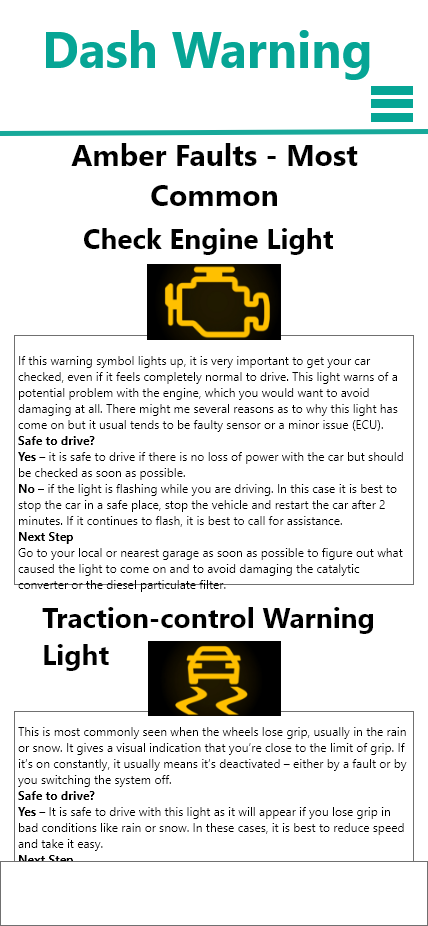 Dash Warning
Amber Faults - Most
Common
Check Engine Light
If this warning symbol lights up, it is very important to get your car
checked, even if it feels completely normal to drive. This light warns of a
potential problem with the engine, which you would want to avoid
damaging at all. There might me several reasons as to why this light has
come on but it usual tends to be faulty sensor or a minor issue (ECU).
Safe to drive?
Yes – it is safe to drive if there is no loss of power with the car but should
be checked as soon as possible.
No – if the light is flashing while you are driving. In this case it is best to
stop the car in a safe place, stop the vehicle and restart the car after 2
minutes. If it continues to flash, it is best to call for assistance.
Next Step
Go to your local or nearest garage as soon as possible to figure out what
caused the light to come on and to avoid damaging the catalytic
converter or the diesel particulate filter.
Traction-control Warning
Light
This is most commonly seen when the wheels lose grip, usually in the rain
or snow. It gives a visual indication that you’re close to the limit of grip. If
it’s on constantly, it usually means it’s deactivated – either by a fault or by
you switching the system off.
Safe to drive?
Yes – It is safe to drive with this light as it will appear if you lose grip in
bad conditions like rain or snow. In these cases, it is best to reduce speed
and take it easy.
Next Step